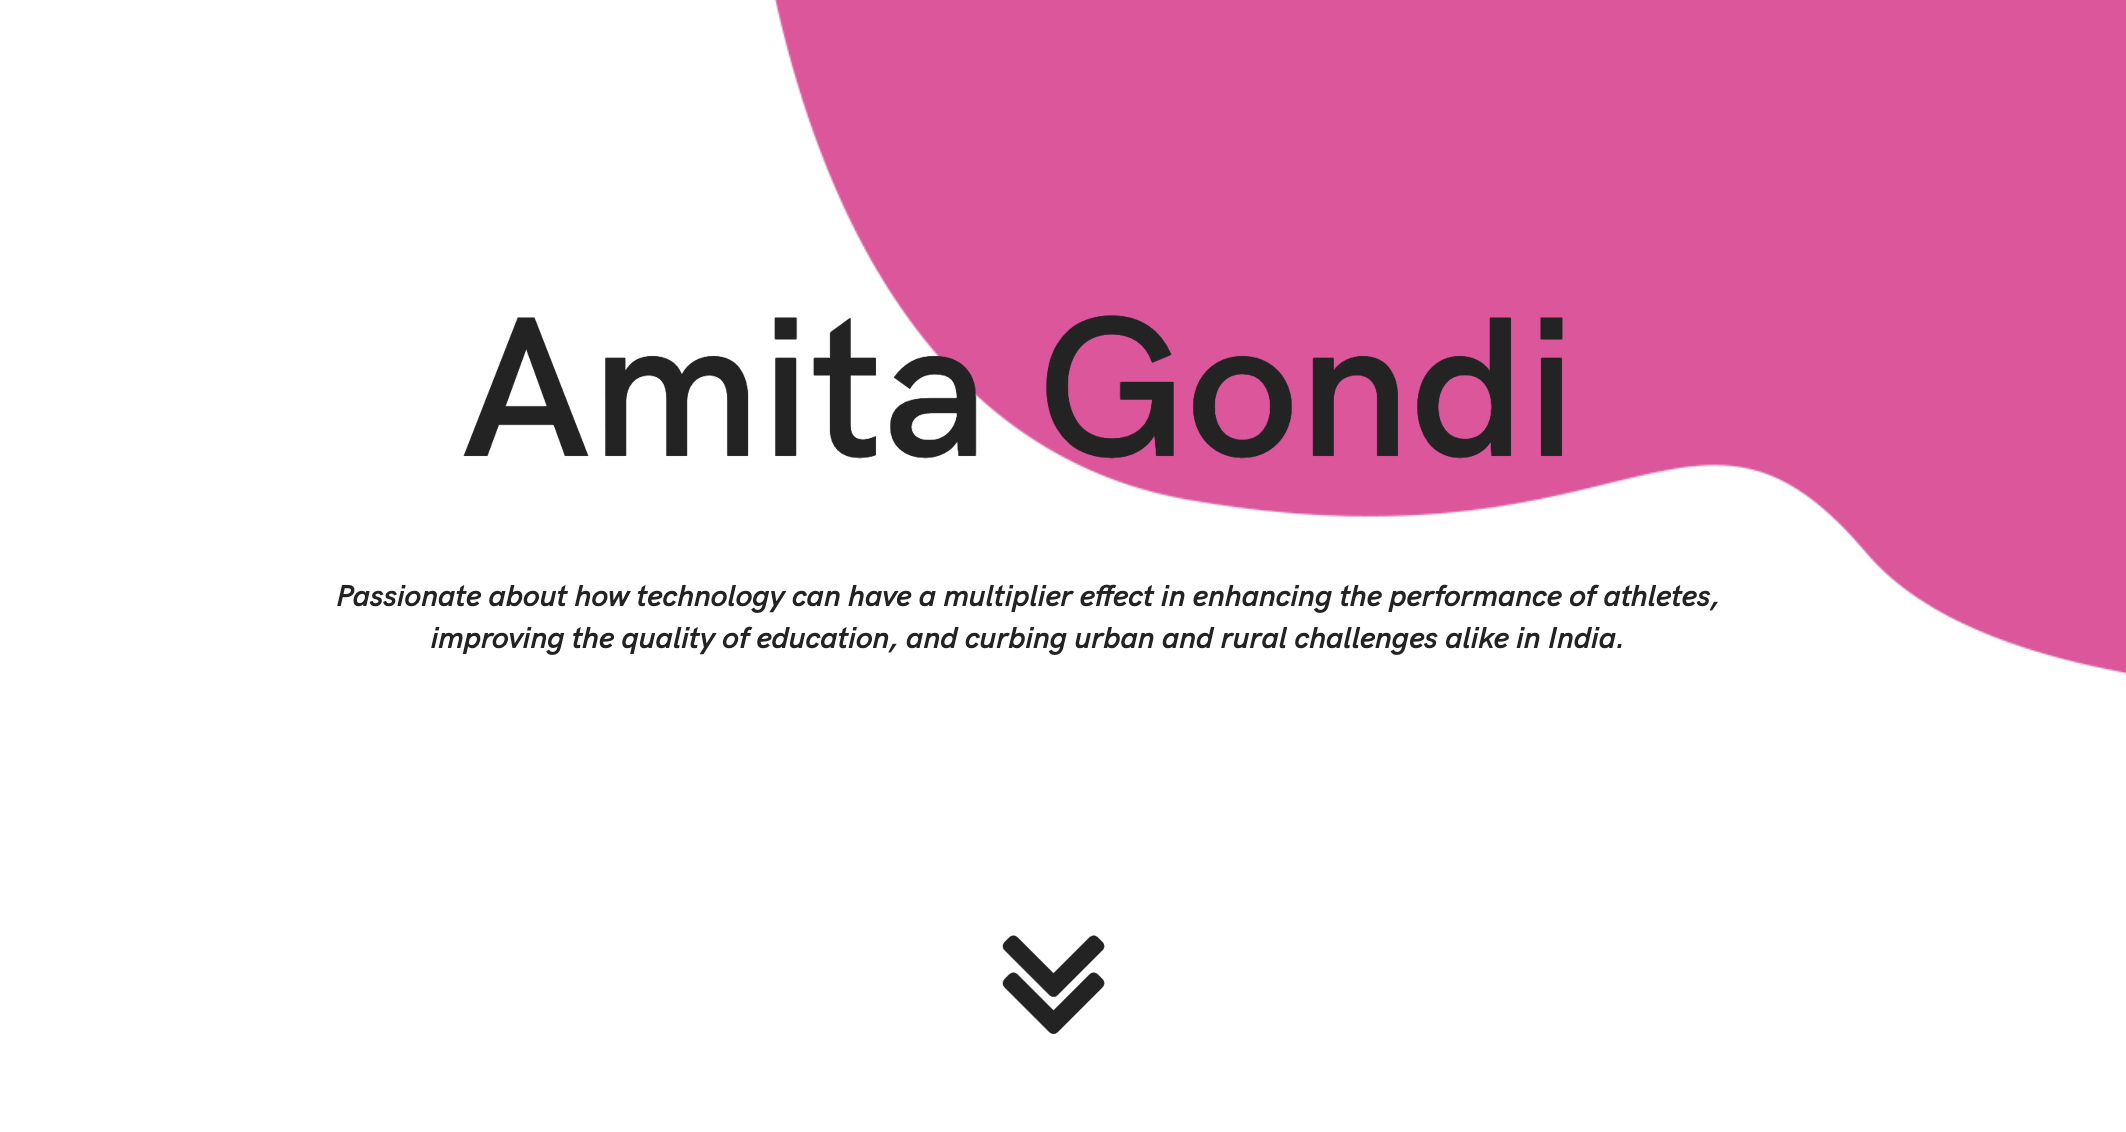 Amita Gondi
Passionate about how technology can have a multiplier effect in enhancing the performance of athletes,
improving the quality of education, and curbing urban and rural challenges alike in India.